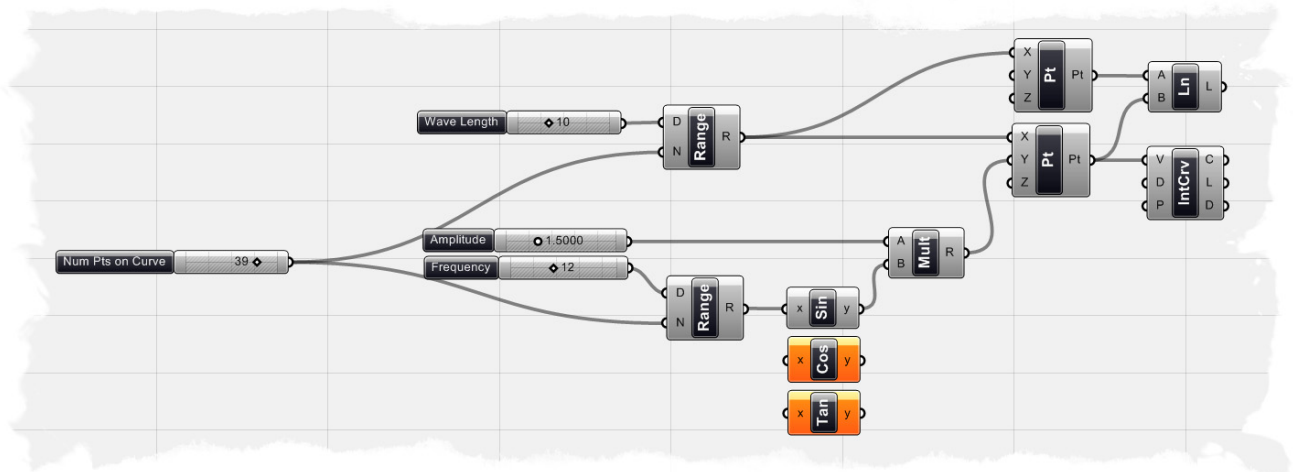 Wave Length 10
D
N
Range
R
X
Y
Z
Pt
Pt
A
B
Ln
L
X
Y
Z
Pt
Pt
V
D
P
IntCrv
C
L
D
Num Pts on Curve 39
Amplitude 1.5000
Frequency 12
A
B
Mult
R
D
N
Range
R
x
Sin
y
x
Cos
y
x
Tan
y